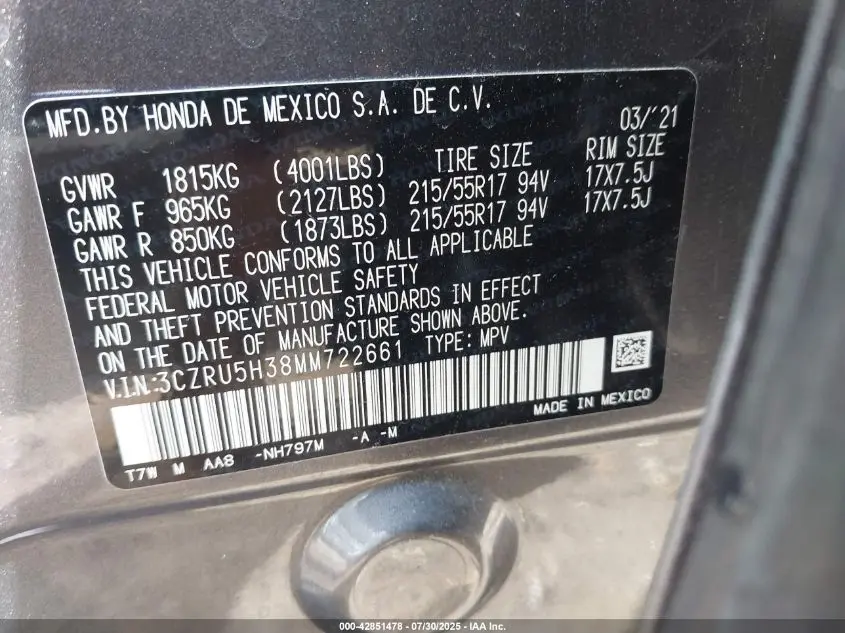 MFD.BY HONDA DE MEXICO S.A. DE C.V.
03/'21
GVWR 1815KG (4001LBS) TIRE SIZE RIM SIZE
GAWR F 965KG (2127LBS) 215/55R17 94V 17X7.5J
GAWR R 850KG (1873LBS) 215/55R17 94V 17X7.5J
THIS VEHICLE CONFORMS TO ALL APPLICABLE
FEDERAL MOTOR VEHICLE SAFETY
AND THEFT PREVENTION STANDARDS IN EFFECT
ON THE DATE OF MANUFACTURE SHOWN ABOVE.
V.I.N.:3CZRU5H38MM722661 TYPE: MPV
MADE IN MEXICO
T7W M AA8 -NH797M -A -M
000-42851478 - 07/30/2025 - IAA Inc.